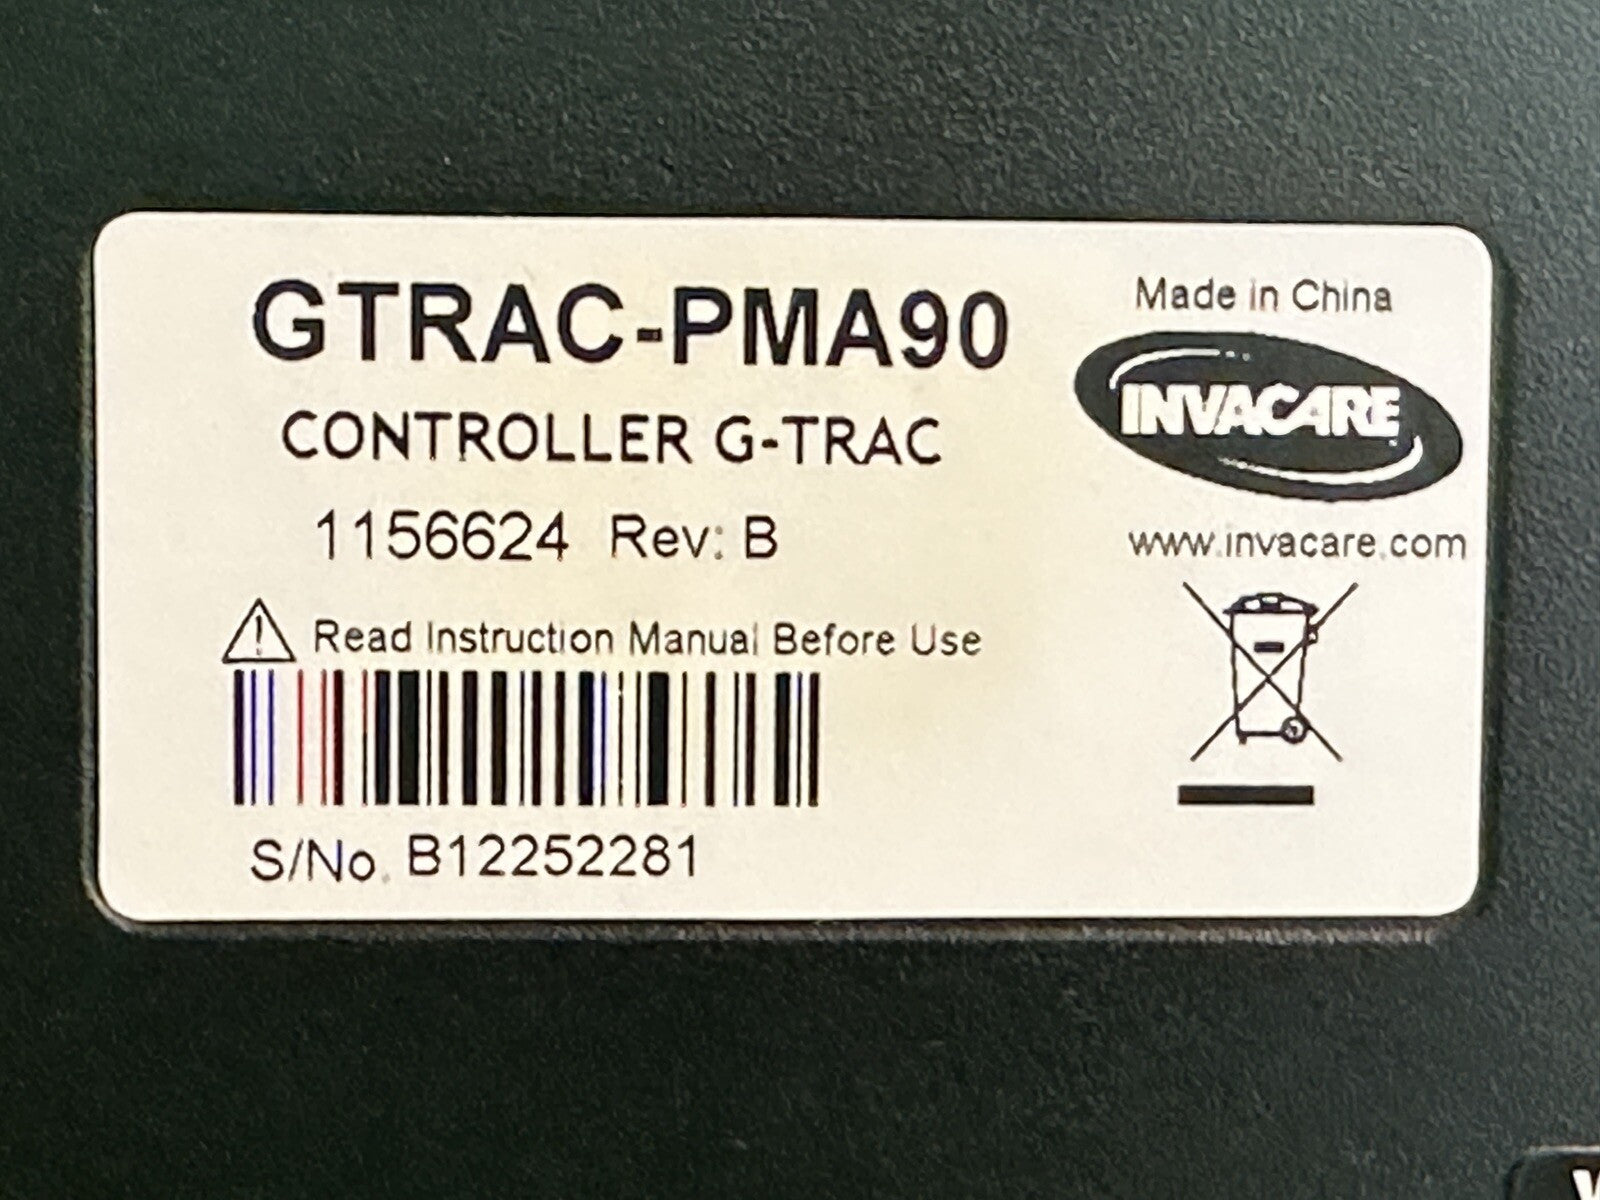 GTRAC-PMA90
CONTROLLER G-TRAC
1156624 Rev: B
Read Instruction Manual Before Use
S/No. B12252281
Made in China
INVACARE
www.invacare.com